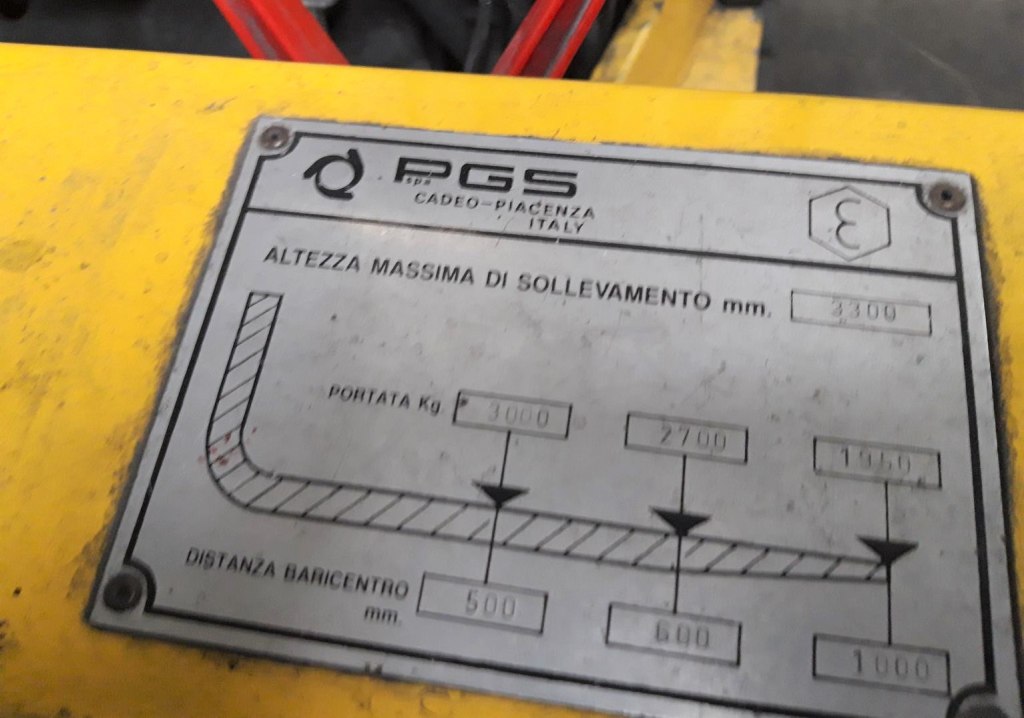 PGS
spa
CADEO-PIACENZA
ITALY
ε
ALTEZZA MASSIMA DI SOLLEVAMENTO mm. 3300
PORTATA Kg. 3000 2700 1950
DISTANZA BARICENTRO
mm. 500 600 1000